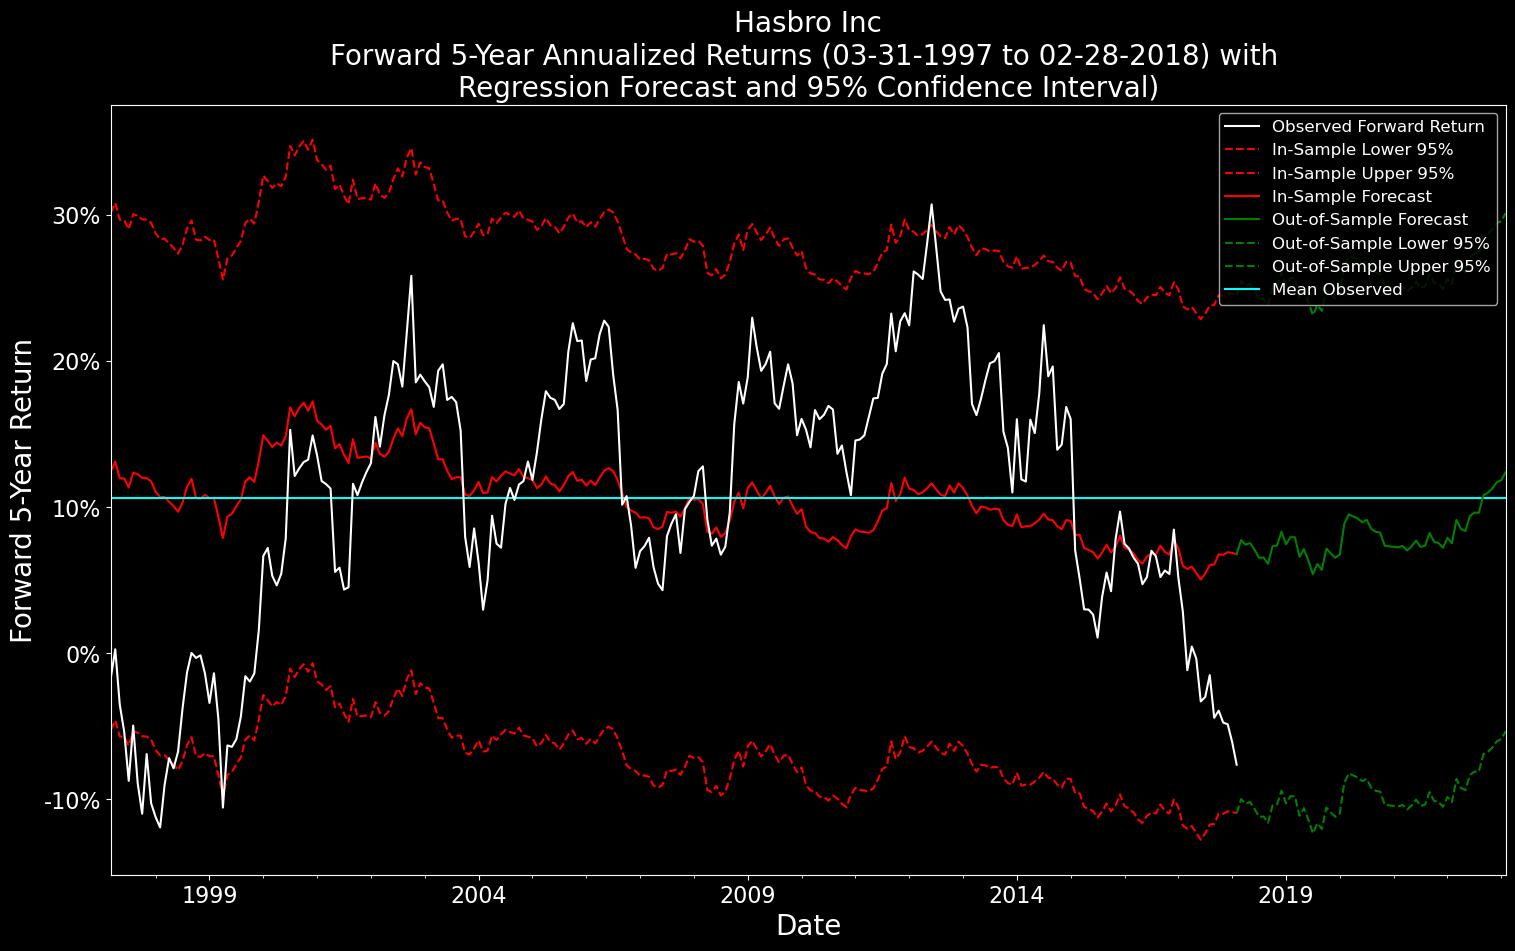 Hasbro Inc
Forward 5-Year Annualized Returns (03-31-1997 to 02-28-2018) with
Regression Forecast and 95% Confidence Interval)
Observed Forward Return
In-Sample Lower 95%
In-Sample Upper 95%
In-Sample Forecast
Out-of-Sample Forecast
Out-of-Sample Lower 95%
Out-of-Sample Upper 95%
Mean Observed
Forward 5-Year Return
30%
20%
10%
0%
-10%
1999
2004
2009
2014
2019
Date